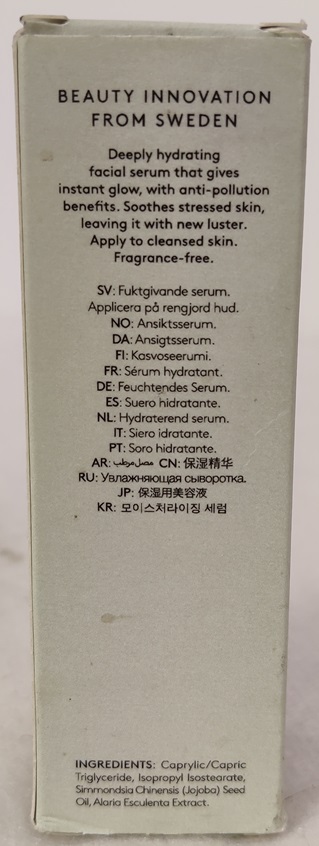 BEAUTY INNOVATION
FROM SWEDEN
Deeply hydrating
facial serum that gives
instant glow, with anti-pollution
benefits. Soothes stressed skin,
leaving it with new luster.
Apply to cleansed skin.
Fragrance-free.
SV: Fuktgivande serum.
Applicera på rengjord hud.
NO: Ansiktsserum.
DA: Ansigtsserum.
FI: Kasvoseerumi.
FR: Sérum hydratant.
DE: Feuchtendes Serum.
ES: Suero hidratante.
NL: Hydraterend serum.
IT: Siero idratante.
PT: Soro hidratante.
AR: مصل مرطب CN: 保湿精华
RU: Увлажняющая сыворотка.
JP: 保湿用美容液
KR: 모이스처라이징 세럼
INGREDIENTS: Caprylic/Capric
Triglyceride, Isopropyl Isostearate,
Simmondsia Chinensis (Jojoba) Seed
Oil, Alaria Esculenta Extract.